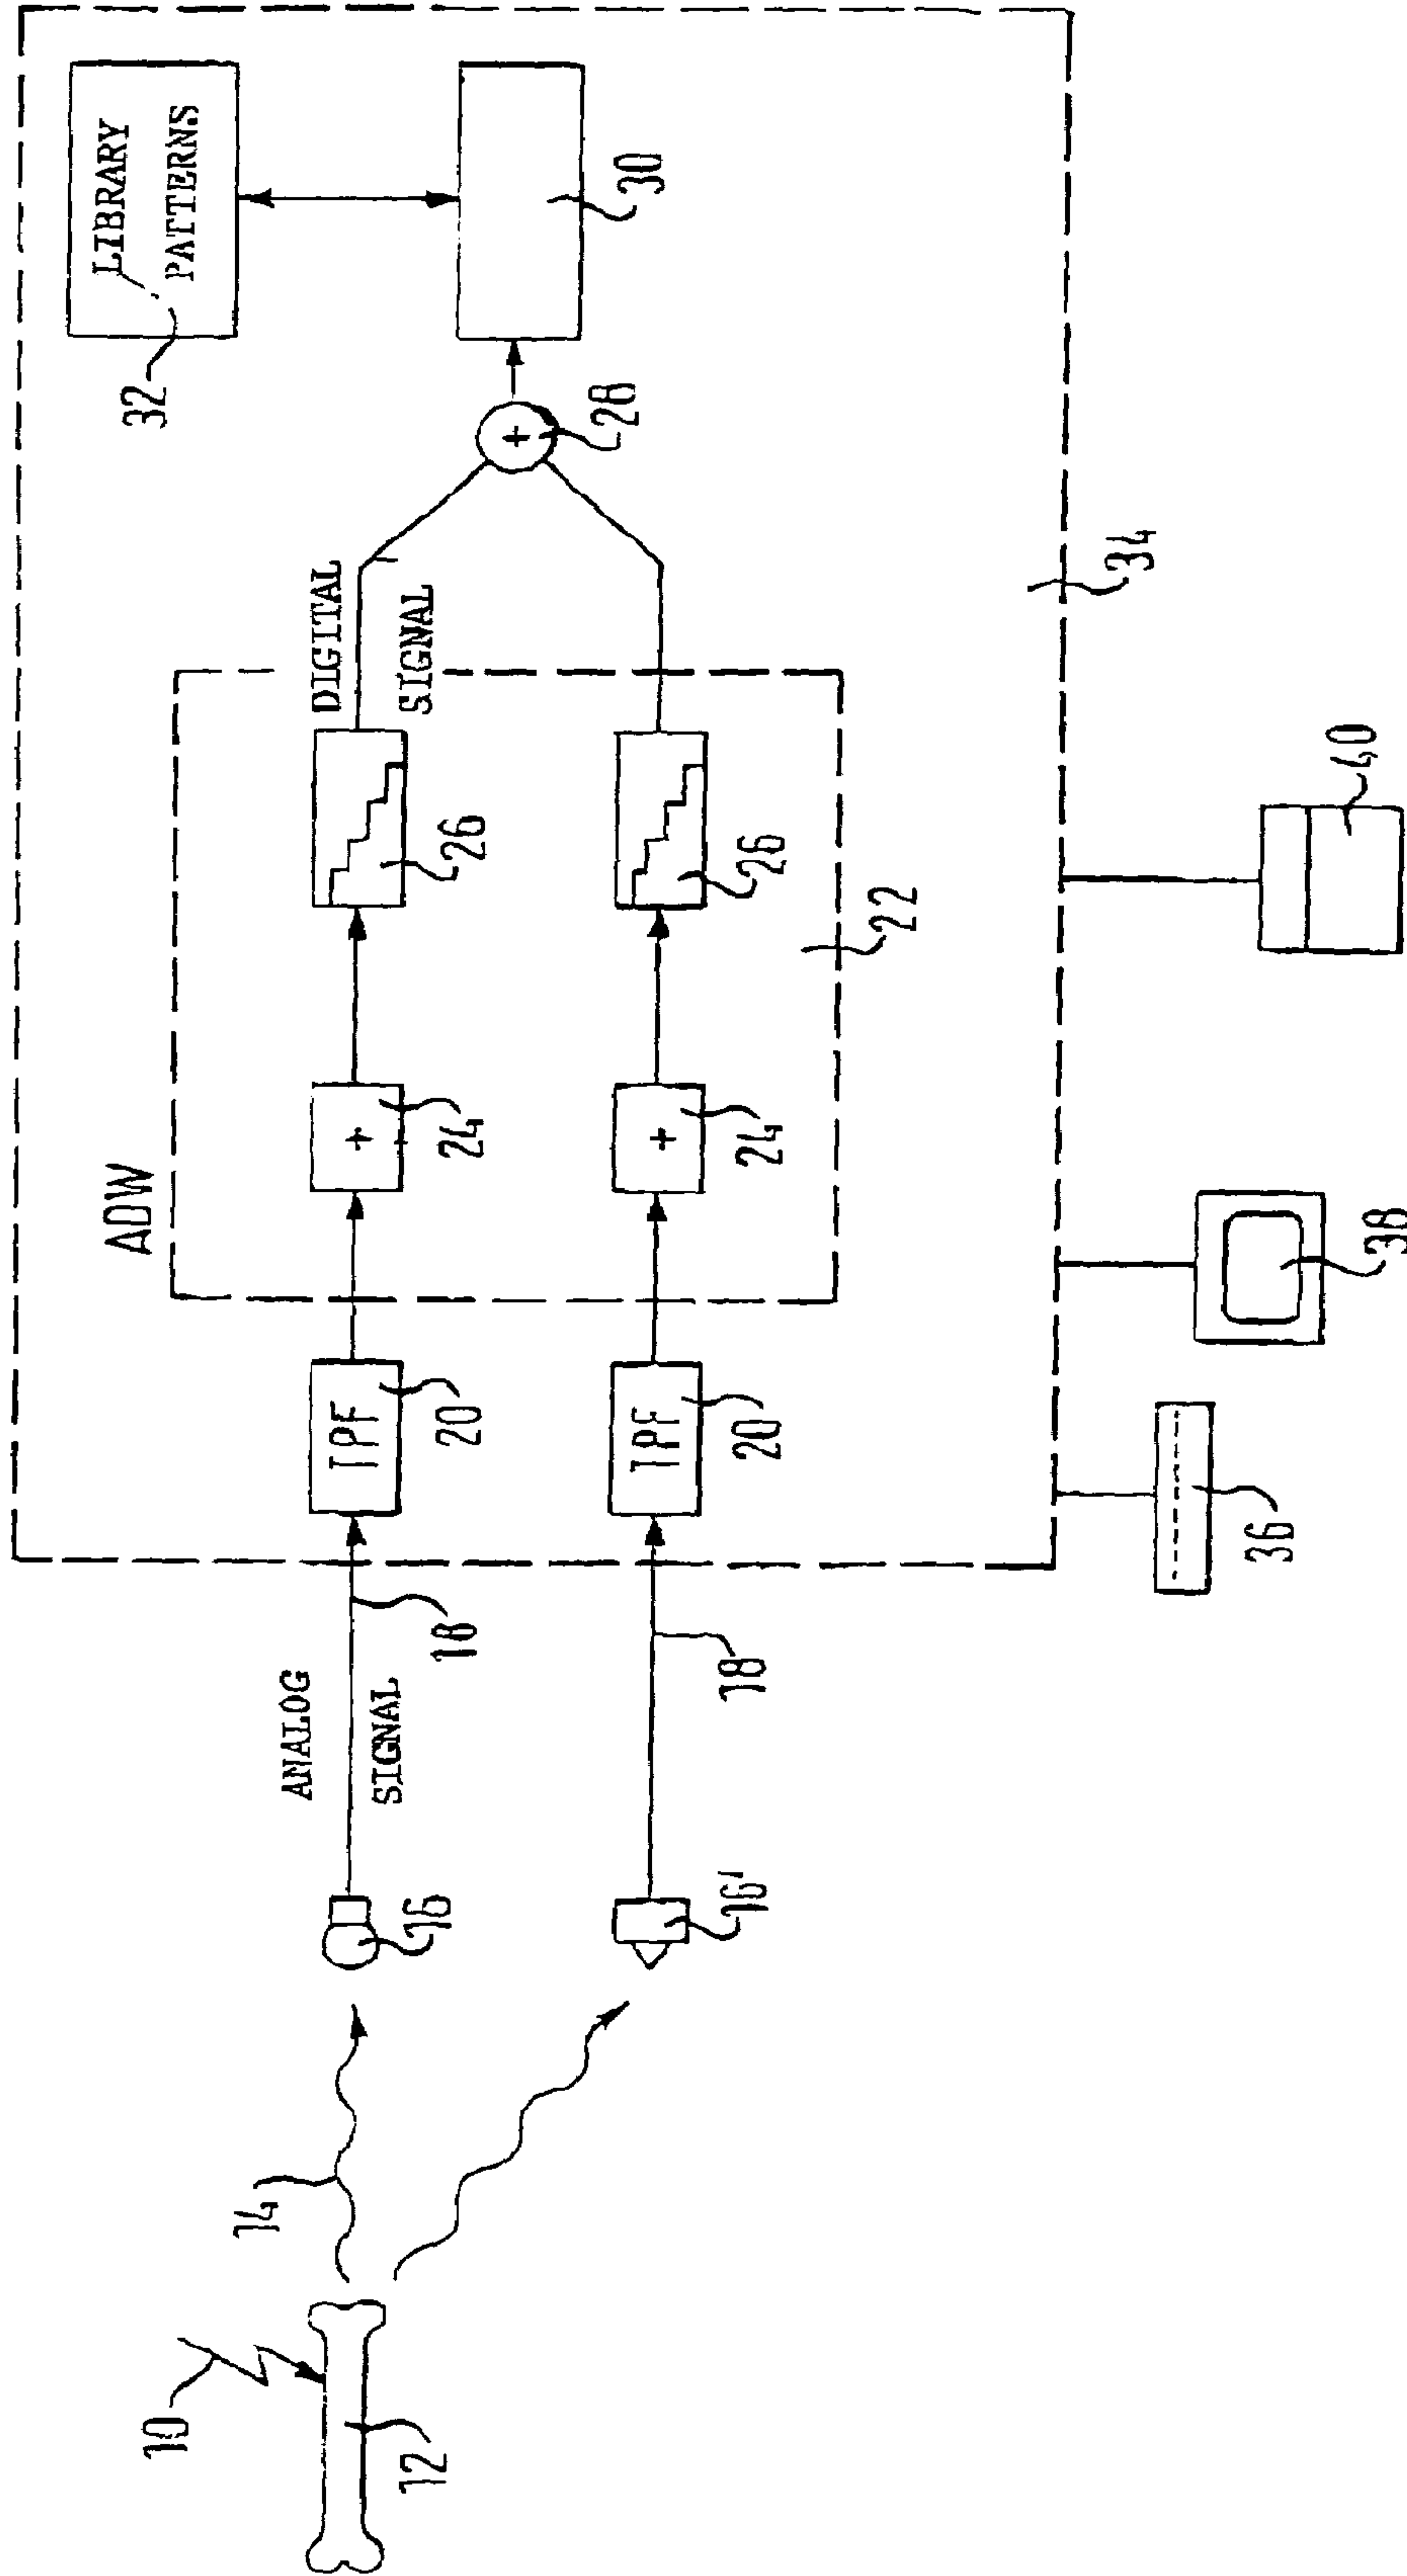 10
12
14
16
16'
ANALOG
SIGNAL
18
18
TPF
20
TPF
20
ADW
24
+
24
+
26
26
22
DIGITAL
SIGNAL
+
28
30
LIBRARY
PATTERNS
32
34
36
38
40